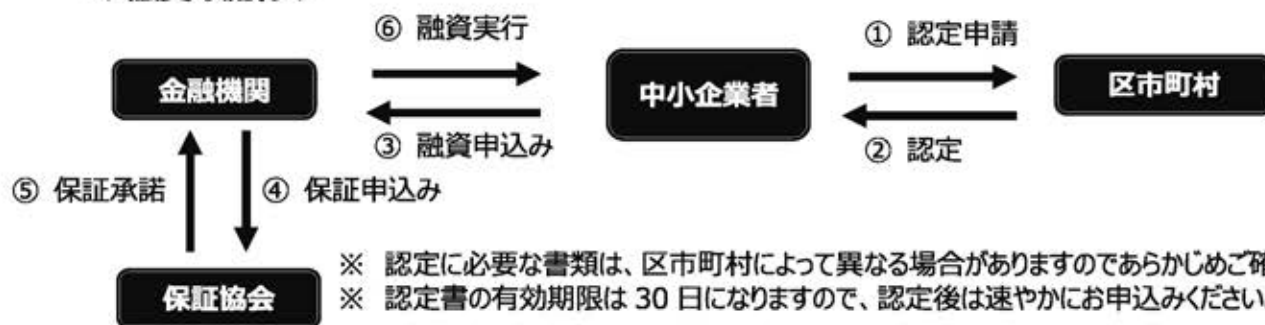 ⑥ 融資実行
① 認定申請
金融機関
中小企業者
区市町村
③ 融資申込み
② 認定
⑤ 保証承諾
④ 保証申込み
保証協会
※ 認定に必要な書類は、区市町村によって異なる場合がありますのであらかじめご確
※ 認定書の有効期限は 30 日になりますので、認定後は速やかにお申込みください